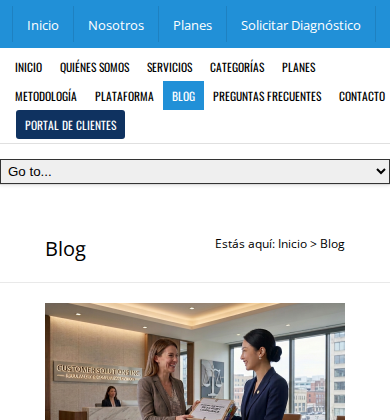 Inicio Nosotros Planes Solicitar Diagnóstico
INICIO QUIÉNES SOMOS SERVICIOS CATEGORÍAS PLANES
METODOLOGÍA PLATAFORMA BLOG PREGUNTAS FRECUENTES CONTACTO
PORTAL DE CLIENTES
Go to...
Blog
Estás aquí: Inicio > Blog